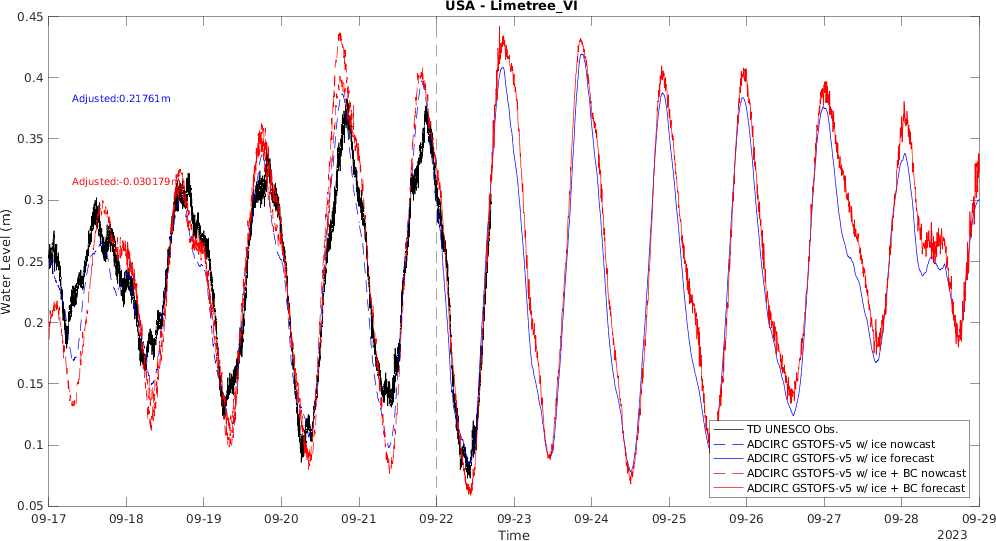 USA - Limetree_VI
0.45
0.4
0.35
0.3
0.25
0.2
0.15
0.1
0.05
Water Level (m)
Adjusted:0.21761m
Adjusted:-0.030179m
TD UNESCO Obs.
ADCIRC GSTOFS-v5 w/ ice nowcast
ADCIRC GSTOFS-v5 w/ ice forecast
ADCIRC GSTOFS-v5 w/ ice + BC nowcast
ADCIRC GSTOFS-v5 w/ ice + BC forecast
09-17 09-18 09-19 09-20 09-21 09-22 09-23 09-24 09-25 09-26 09-27 09-28 09-29
Time
2023